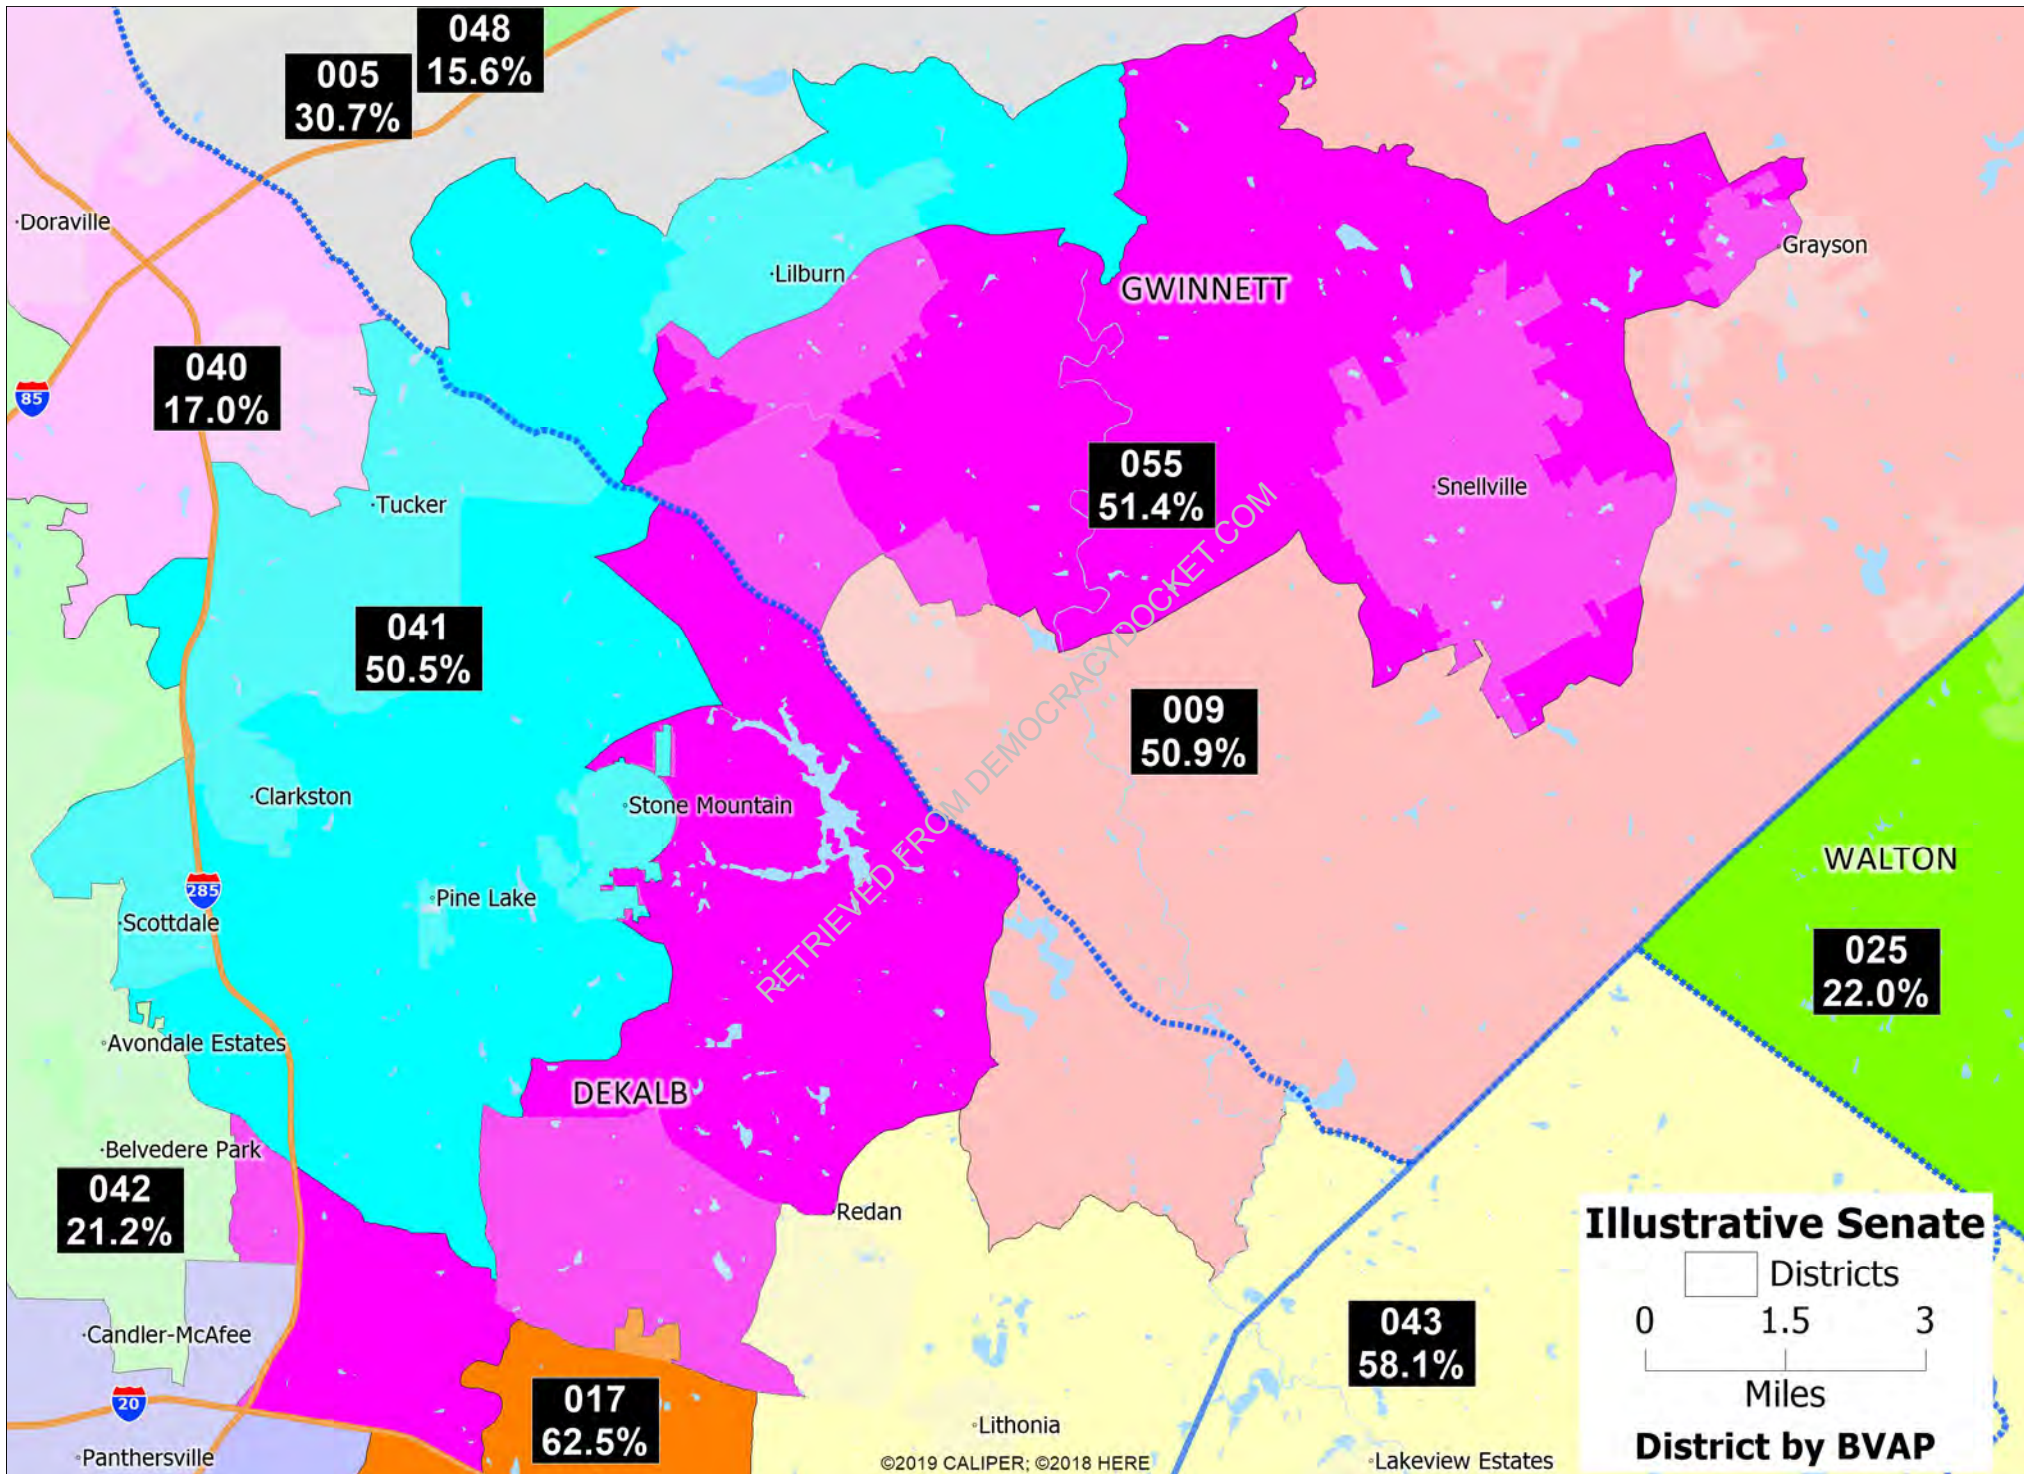 048
15.6%
005
30.7%
Doraville
Grayson
Lilburn
GWINNETT
040
17.0%
85
055
51.4%
Snellville
Tucker
041
50.5%
009
50.9%
Clarkston
Stone Mountain
WALTON
285
Pine Lake
Scottdale
025
22.0%
Avondale Estates
DEKALB
Belvedere Park
042
21.2%
Redan
Candler-McAfee
20
017
62.5%
043
58.1%
Panthersville
Lithonia
Lakeview Estates
©2019 CALIPER; ©2018 HERE
RETRIEVED FROM DEMOCRACYDOCKET.COM
Illustrative Senate
Districts
0 1.5 3
Miles
District by BVAP